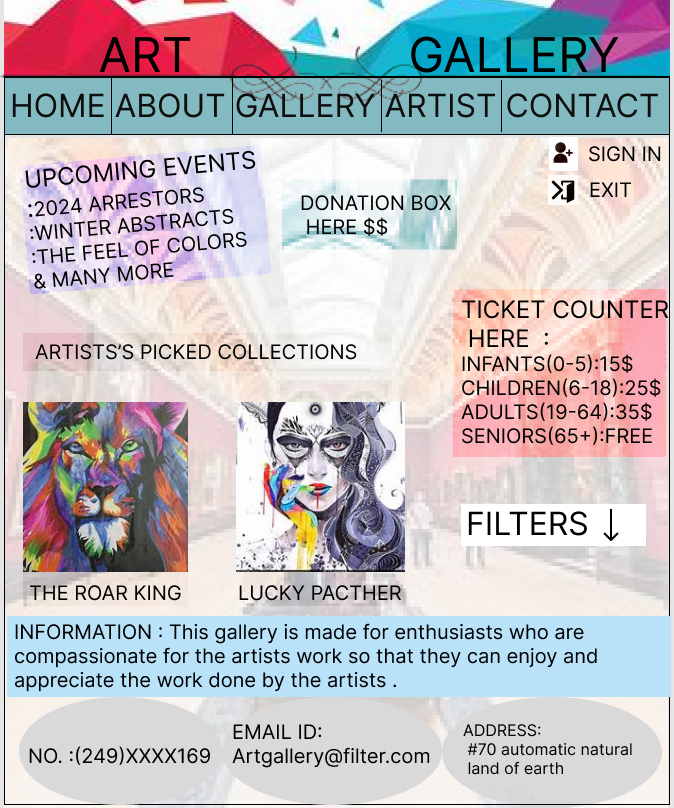 ART GALLERY
HOME ABOUT GALLERY ARTIST CONTACT
SIGN IN
EXIT
UPCOMING EVENTS
:2024 ARRESTORS
:WINTER ABSTRACTS
:THE FEEL OF COLORS
& MANY MORE
DONATION BOX
HERE $$
TICKET COUNTER
HERE :
INFANTS(0-5):15$
CHILDREN(6-18):25$
ADULTS(19-64):35$
SENIORS(65+):FREE
ARTISTS'S PICKED COLLECTIONS
FILTERS ↓
THE ROAR KING
LUCKY PACTHER
INFORMATION : This gallery is made for enthusiasts who are
compassionate for the artists work so that they can enjoy and
appreciate the work done by the artists .
NO. :(249)XXXX169
EMAIL ID:
Artgallery@filter.com
ADDRESS:
#70 automatic natural
land of earth